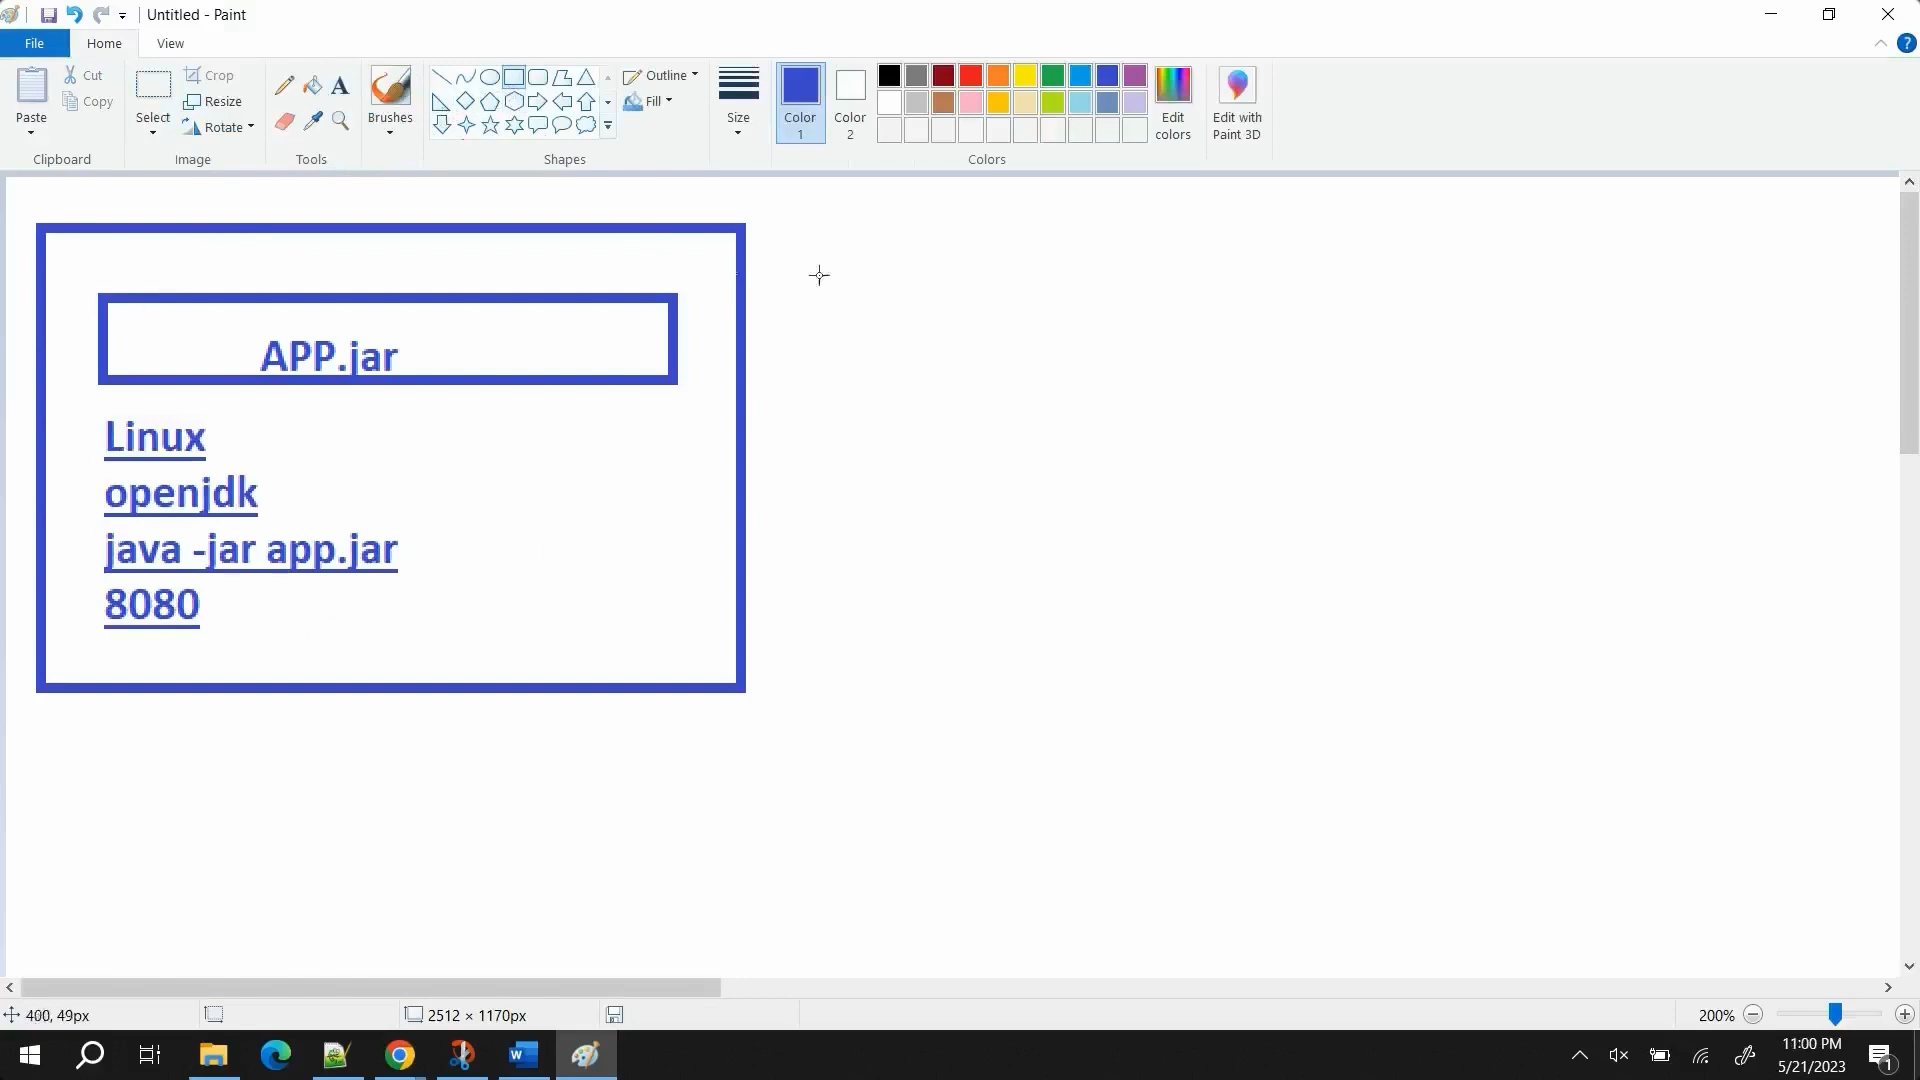 Untitled - Paint
File Home View
Paste
Cut
Copy
Clipboard
Select
Crop
Resize
Rotate
Image
Tools
Brushes
Shapes
Outline
Fill
Size
Color 1
Color 2
Colors
Edit colors
Edit with Paint 3D
APP.jar
Linux
openjdk
java -jar app.jar
8080
400, 49px
2512 × 1170px
200%
11:00 PM
5/21/2023
1